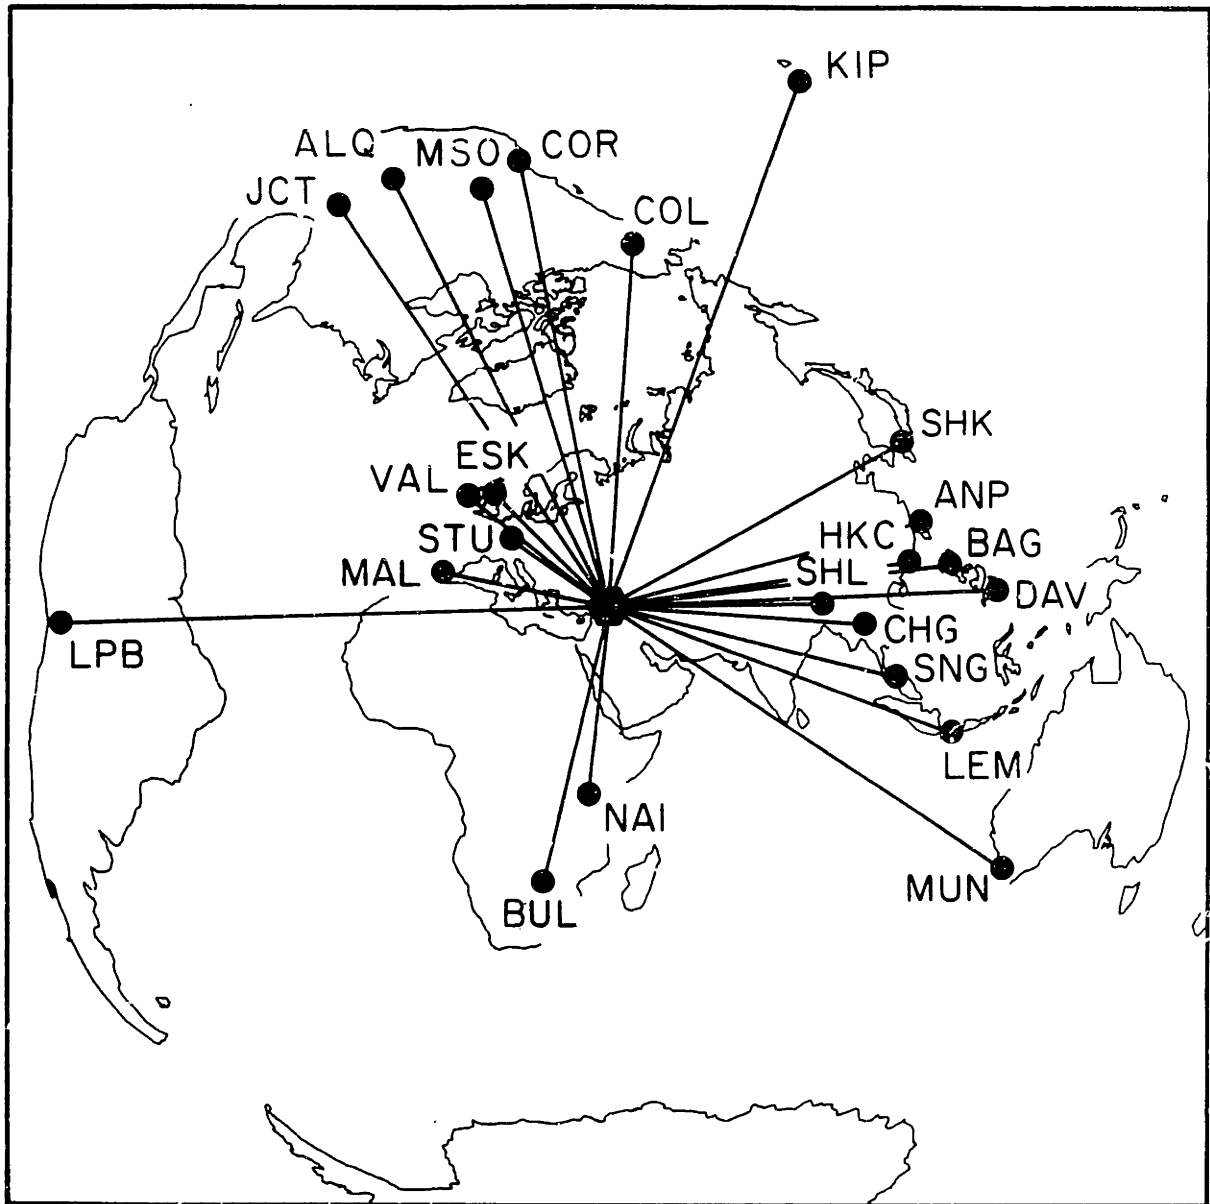 KIP
ALQ
MSO
COR
JCT
COL
SHK
ESK
VAL
ANP
HKC
STU
BAG
MAL
SHL
DAV
CHG
LPB
SNG
LEM
NAI
MUN
BUL